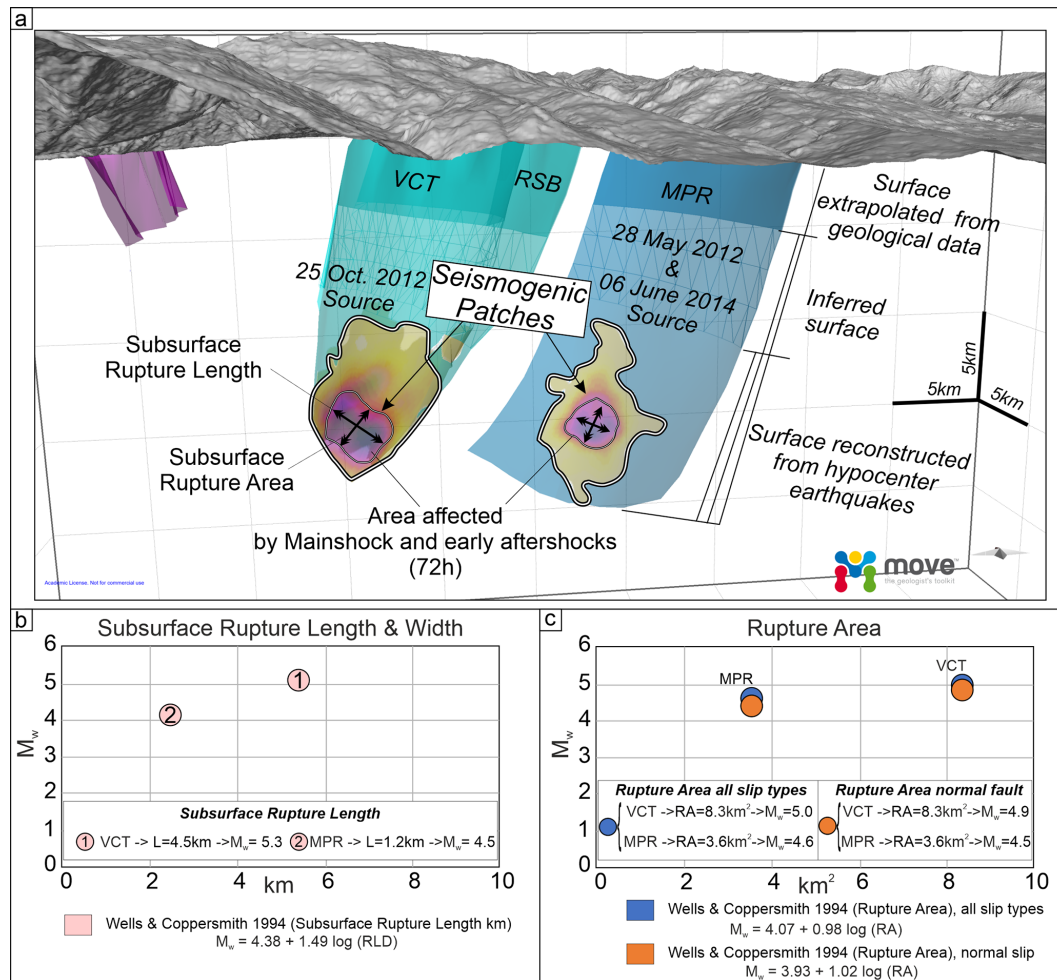 a
VCT
RSB
MPR
Surface
extrapolated from
geological data
28 May 2012
&
06 June 2014
Source
25 Oct. 2012
Source
Seismogenic
Patches
Inferred
surface
Subsurface
Rupture Length
5km
5km
5km
Subsurface
Rupture Area
Surface reconstructed
from hypocenter
earthquakes
Area affected
by Mainshock and early aftershocks
(72h)
move™
the geologist's toolkit
Academic License. Not for commercial use
b
Subsurface Rupture Length & Width
6
5
4
3
2
1
0
Mw
1
2
Subsurface Rupture Length
1 VCT -> L=4.5km ->Mw= 5.3 2 MPR -> L=1.2km ->Mw= 4.5
0 2 4 6 8 10
km
Wells & Coppersmith 1994 (Subsurface Rupture Length km)
Mw = 4.38 + 1.49 log (RLD)
c
Rupture Area
6
5
4
3
2
1
0
Mw
MPR
VCT
Rupture Area all slip types
VCT ->RA=8.3km²->Mw=5.0
MPR ->RA=3.6km²->Mw=4.6
Rupture Area normal fault
VCT ->RA=8.3km²->Mw=4.9
MPR ->RA=3.6km²->Mw=4.5
0 2 4 6 8 10
km²
Wells & Coppersmith 1994 (Rupture Area), all slip types
Mw = 4.07 + 0.98 log (RA)
Wells & Coppersmith 1994 (Rupture Area), normal slip
Mw = 3.93 + 1.02 log (RA)